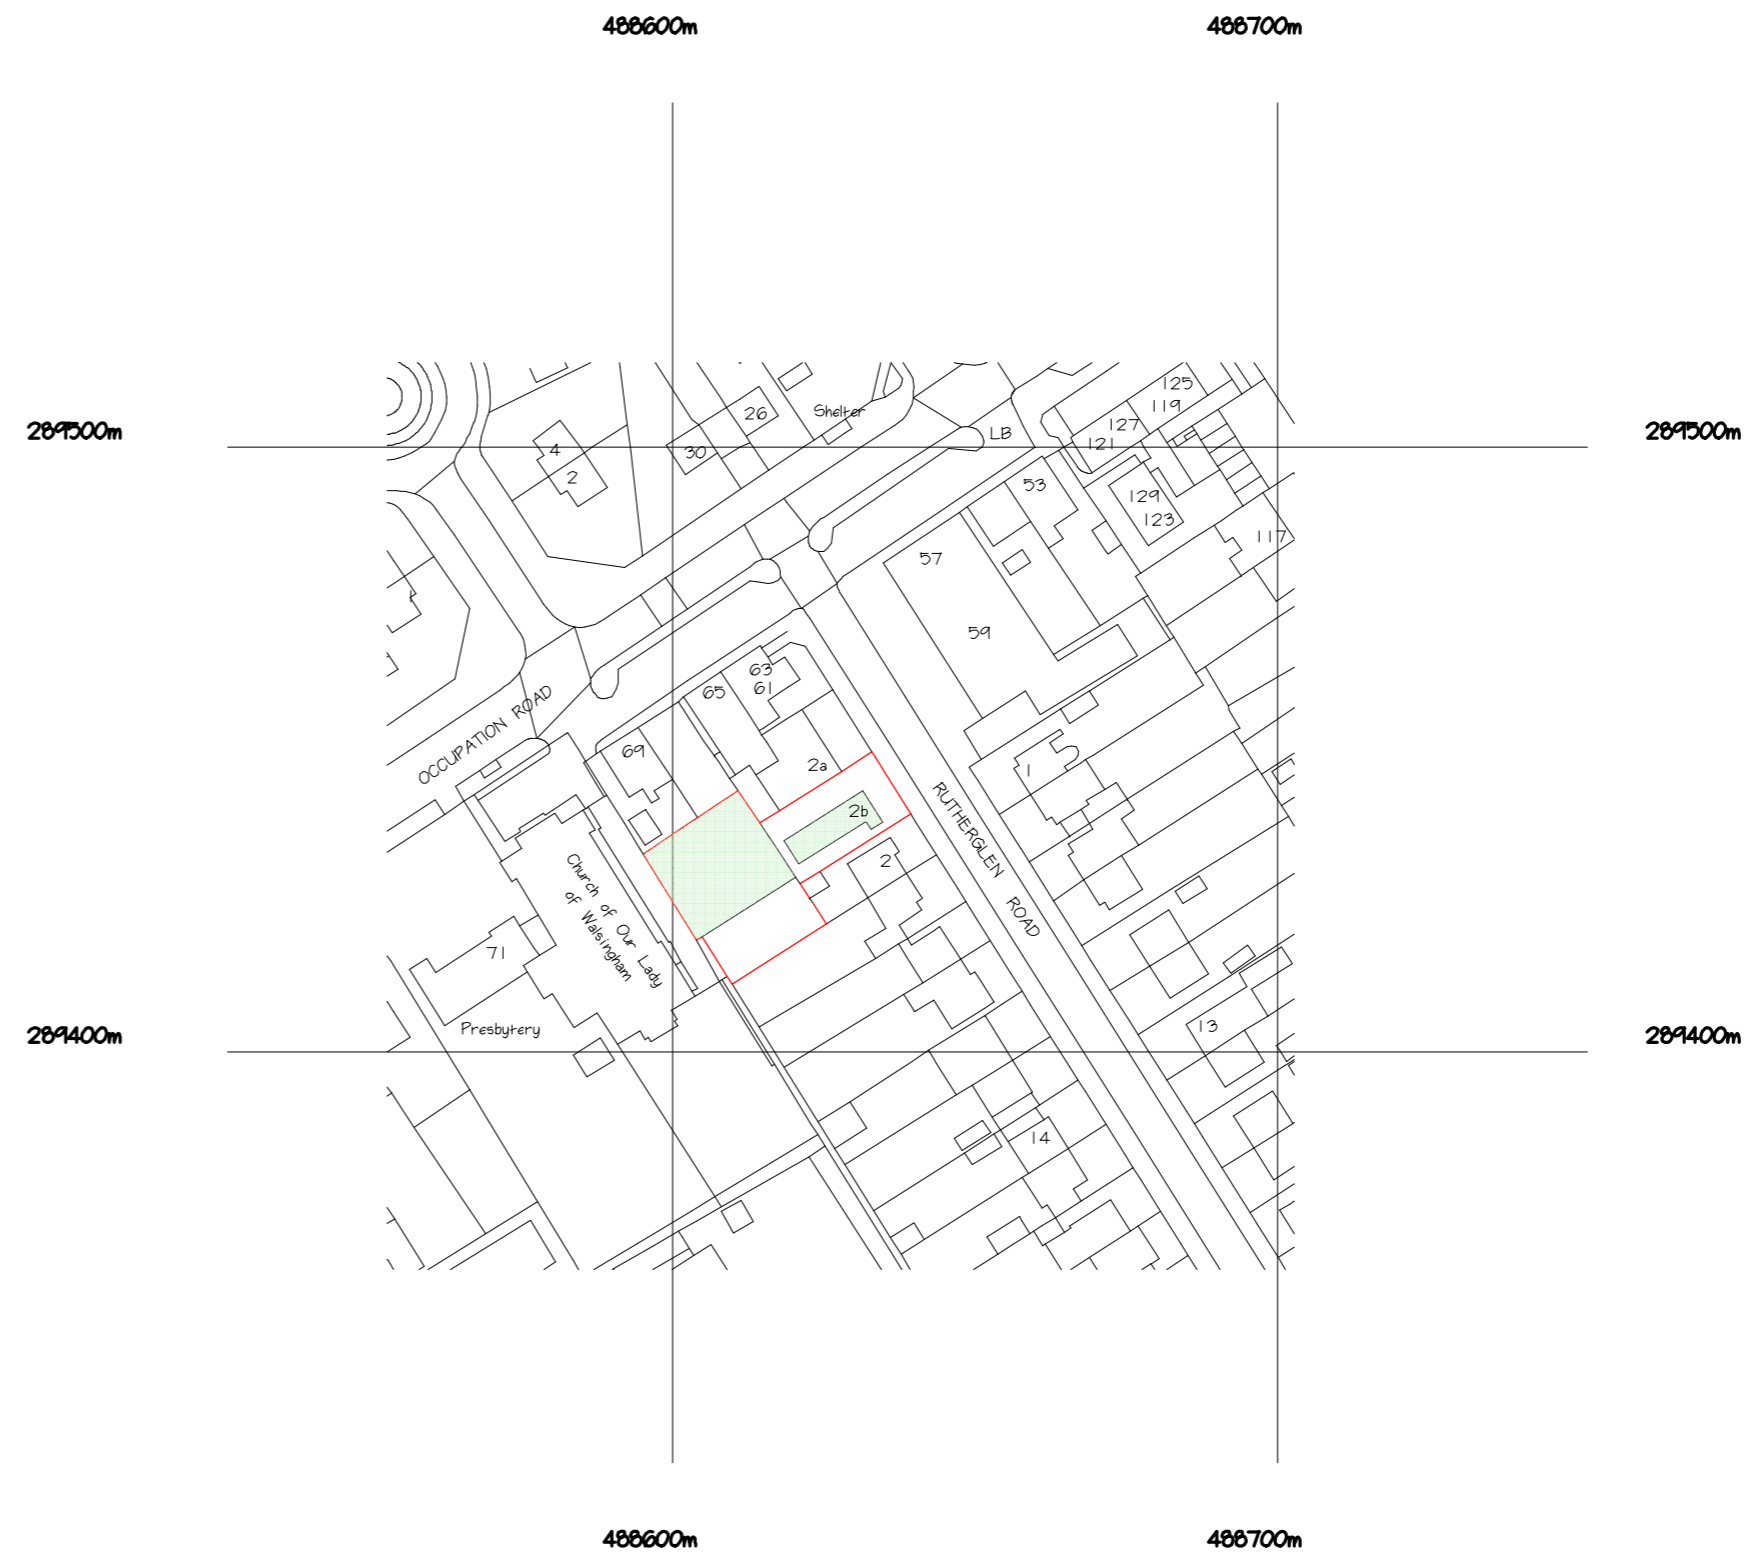 488600m
488700m
125
119
26
Shelter
127
289500m
289500m
LB
121
4
30
2
53
129
123
117
57
1
59
63
65
61
OCCUPATION ROAD
69
2a
1
RUTHERGLEN ROAD
2b
2
Church of Our Lady
of Walsingham
71
13
Presbytery
289400m
289400m
14
488600m
488700m